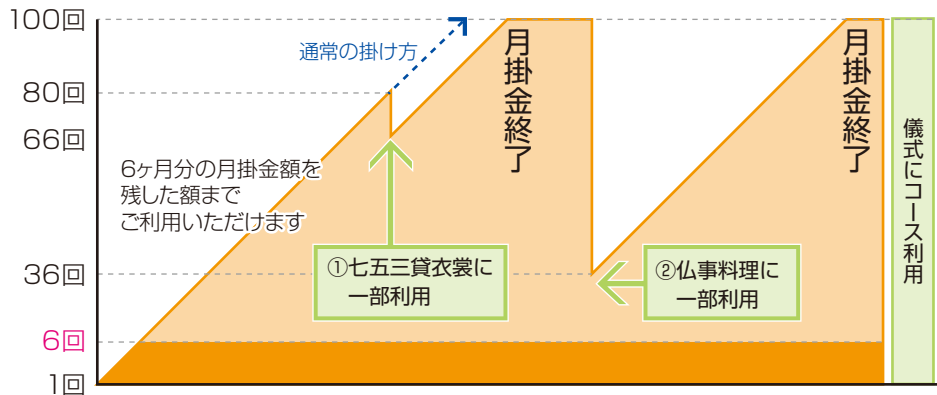 100回
80回
66回
36回
6回
1回
通常の掛け方
6ヶ月分の月掛金額を
残した額まで
ご利用いただけます
①七五三貸衣裳に
一部利用
月掛金終了
②仏事料理に
一部利用
月掛金終了
儀式にコース利用